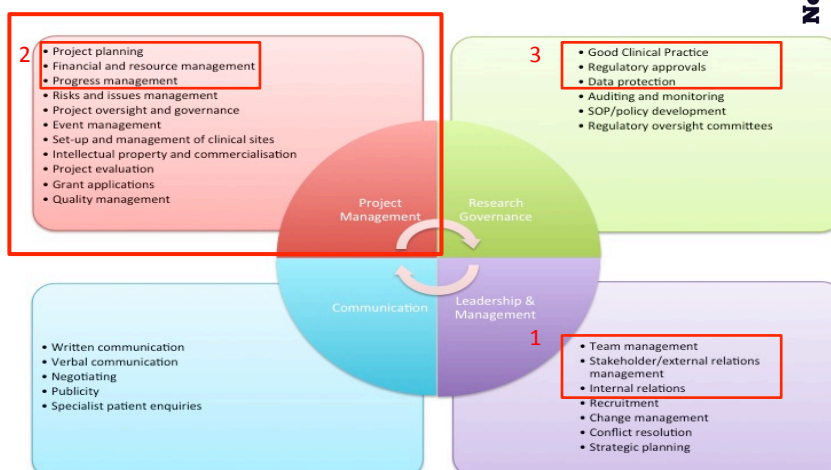 2
• Project planning
• Financial and resource management
• Progress management
• Risks and issues management
• Project oversight and governance
• Event management
• Set-up and management of clinical sites
• Intellectual property and commercialisation
• Project evaluation
• Grant applications
• Quality management
3
• Good Clinical Practice
• Regulatory approvals
• Data protection
• Auditing and monitoring
• SOP/policy development
• Regulatory oversight committees
Project
Management
Research
Governance
Communication
Leadership &
Management
• Written communication
• Verbal communication
• Negotiating
• Publicity
• Specialist patient enquiries
1
• Team management
• Stakeholder/external relations
management
• Internal relations
• Recruitment
• Change management
• Conflict resolution
• Strategic planning